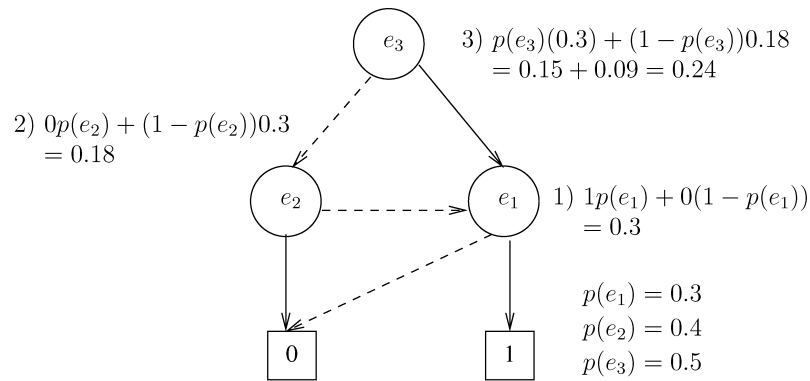 e₃
3) p(e₃)(0.3) + (1 − p(e₃))0.18
= 0.15 + 0.09 = 0.24
2) 0p(e₂) + (1 − p(e₂))0.3
= 0.18
e₂
e₁
1) 1p(e₁) + 0(1 − p(e₁))
= 0.3
p(e₁) = 0.3
p(e₂) = 0.4
p(e₃) = 0.5
0
1